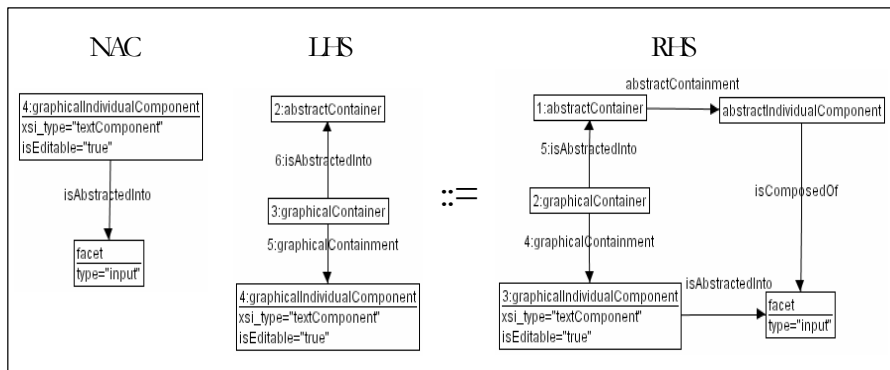 NAC
4:graphicalIndividualComponent
xsi_type="textComponent"
isEditable="true"
isAbstractedInto
facet
type="input"
LHS
2:abstractContainer
6:isAbstractedInto
3:graphicalContainer
5:graphicalContainment
4:graphicalIndividualComponent
xsi_type="textComponent"
isEditable="true"
::=
RHS
abstractContainment
1:abstractContainer
abstractIndividualComponent
5:isAbstractedInto
isComposedOf
2:graphicalContainer
4:graphicalContainment
isAbstractedInto
3:graphicalIndividualComponent
xsi_type="textComponent"
isEditable="true"
facet
type="input"